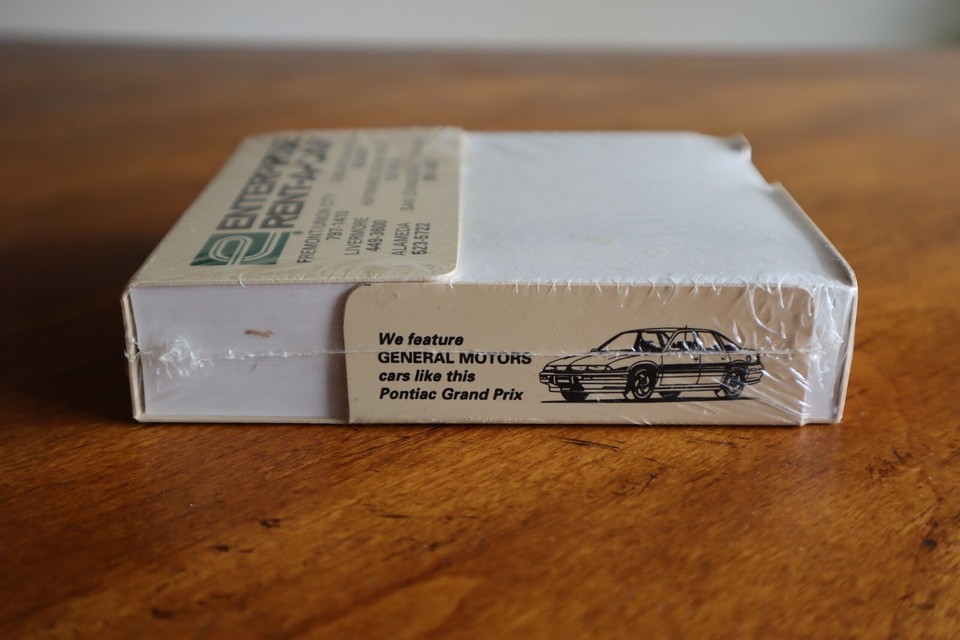 ENTERPRISE
RENT-A-CAR
FREMONT/UNION CITY
797-1410
LIVERMORE
449-3600
ALAMEDA
523-5722
We feature
GENERAL MOTORS
cars like this
Pontiac Grand Prix